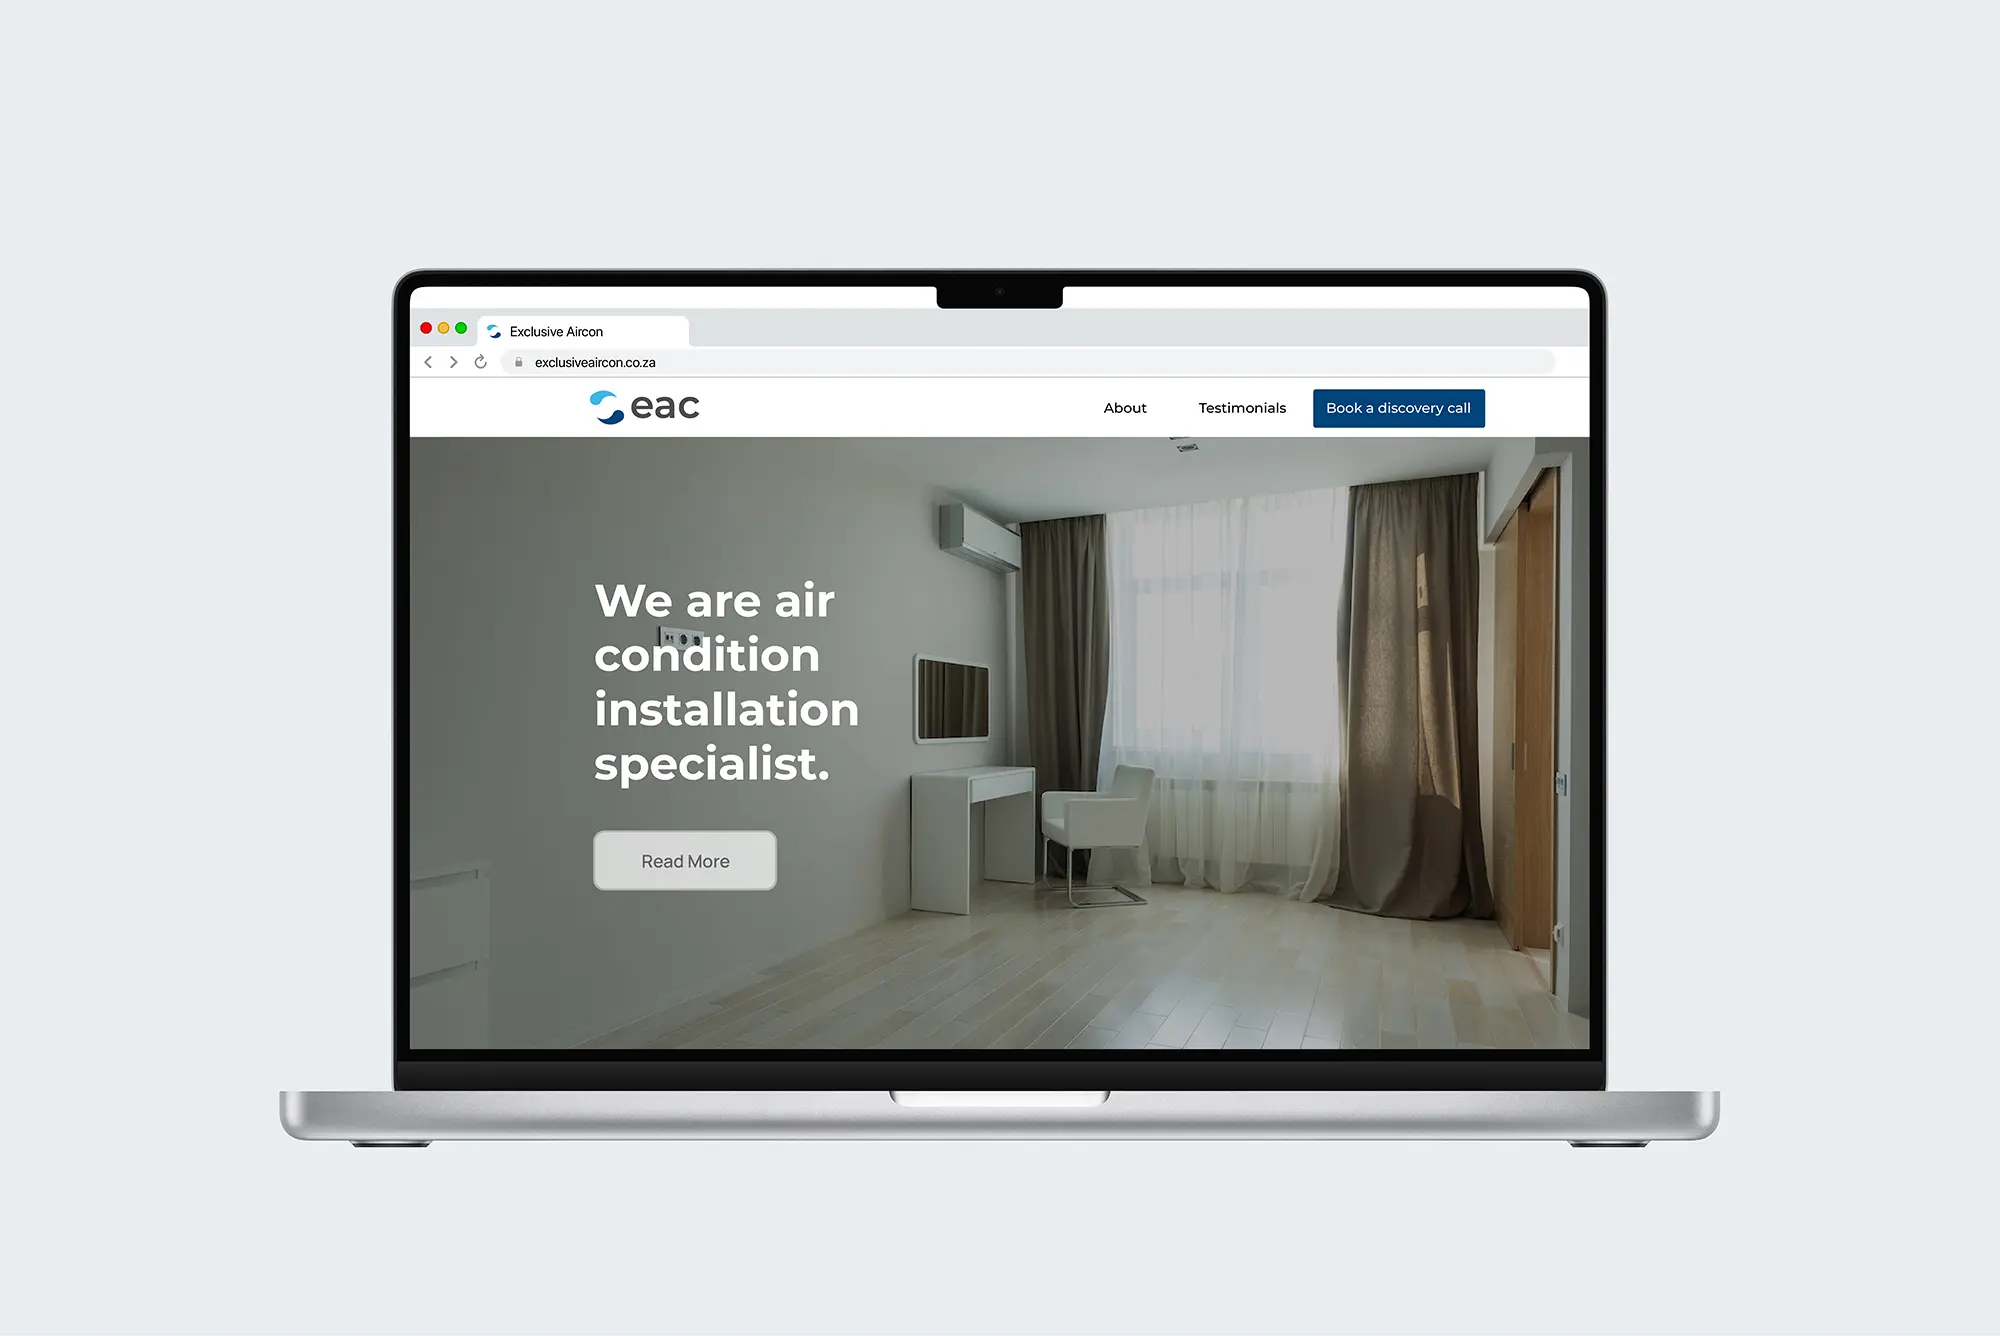 Exclusive Aircon
exclusiveaircon.co.za
eac
About
Testimonials
Book a discovery call
We are air
condition
installation
specialist.
Read More